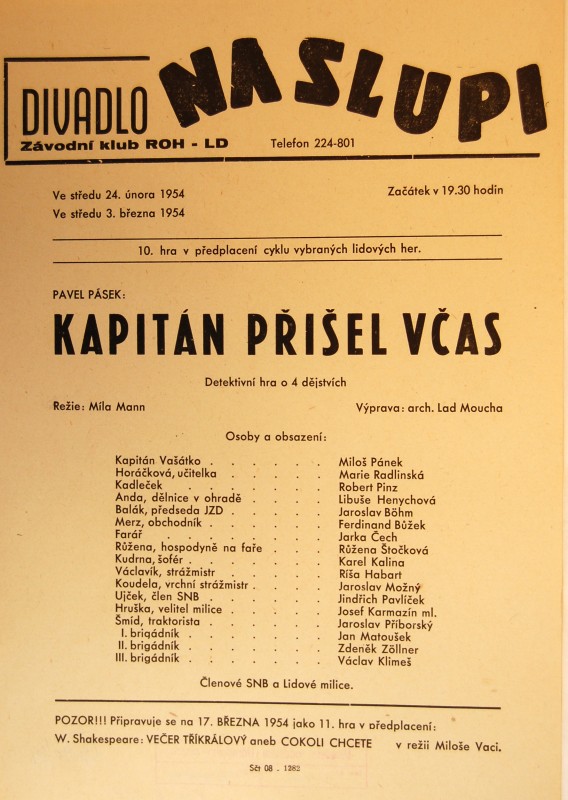 DIVADLO NA SLUPI
Závodní klub ROH - LD Telefon 224-801
Ve středu 24. února 1954 Začátek v 19.30 hodin
Ve středu 3. března 1954
10. hra v předplacení cyklu vybraných lidových her.
PAVEL PÁSEK:
KAPITÁN PŘIŠEL VČAS
Detektivní hra o 4 dějstvích
Režie: Míla Mann Výprava: arch. Lad Moucha
Osoby a obsazení:
Kapitán Vašátko . . . . . . Miloš Pánek
Horáčková, učitelka . . . . . Marie Radlinská
Kadleček . . . . . . . Robert Pinz
Anda, dělnice v ohradě . . . . Libuše Henychová
Balák, předseda JZD . . . . . Jaroslav Böhm
Merz, obchodník . . . . . . Ferdinand Bůžek
Farář . . . . . . . . Jarka Čech
Růžena, hospodyně na faře . . . Růžena Štočková
Kudrna, šofér . . . . . . Karel Kalina
Václavík, strážmistr . . . . . Ríša Habart
Koudela, vrchní strážmistr . . . . Jaroslav Možný
Ujček, člen SNB . . . . . . Jindřich Pavlíček
Hruška, velitel milice . . . . . Josef Karmazín ml.
Šmíd, traktorista . . . . . . Jaroslav Příborský
I. brigádník . . . . . . Jan Matoušek
II. brigádník . . . . . . Zdeněk Zöllner
III. brigádník . . . . . . Václav Klimeš
Členové SNB a Lidové milice.
POZOR!!! Připravuje se na 17. BŘEZNA 1954 jako 11. hra v předplacení:
W. Shakespeare: VEČER TŘÍKRÁLOVÝ aneb COKOLI CHCETE v režii Miloše Vaci.
Sčt 08 . 1282